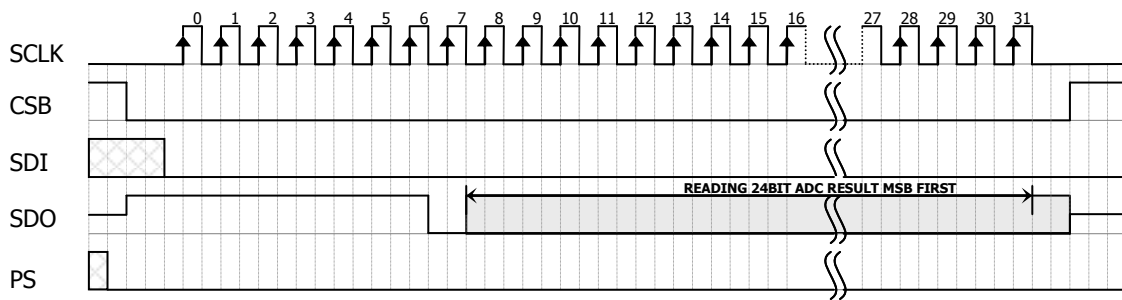 0 1 2 3 4 5 6 7 8 9 10 11 12 13 14 15 16 27 28 29 30 31
SCLK
CSB
SDI
READING 24BIT ADC RESULT MSB FIRST
SDO
PS